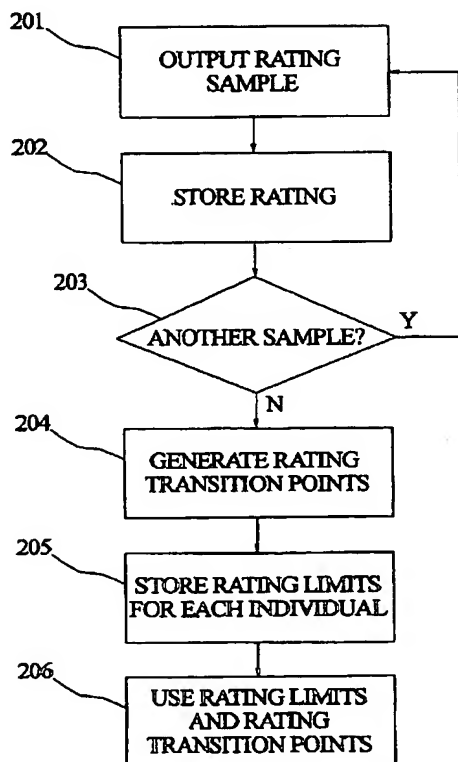 201
OUTPUT RATING
SAMPLE
202
STORE RATING
203
ANOTHER SAMPLE?
Y
N
204
GENERATE RATING
TRANSITION POINTS
205
STORE RATING LIMITS
FOR EACH INDIVIDUAL
206
USE RATING LIMITS
AND RATING
TRANSITION POINTS